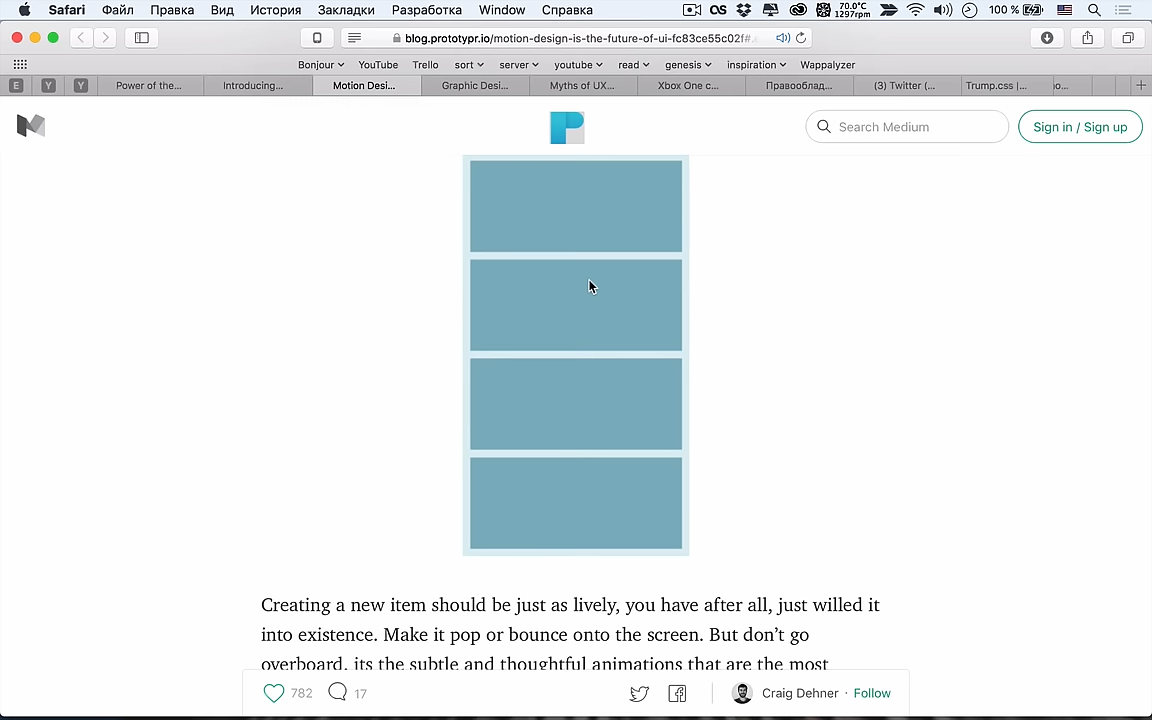 Safari Файл Правка Вид История Закладки Разработка Window Справка 70.0°C 1297rpm 100 %
blog.prototypr.io/motion-design-is-the-future-of-ui-fc83ce55c02f#.
Bonjour YouTube Trello sort server youtube read genesis inspiration Wappalyzer
E Y Y Power of the... Introducing... Motion Desi... Graphic Desi... Myths of UX... Xbox One c... Правооблад... (3) Twitter (... Trump.css |...
Search Medium Sign in / Sign up
Creating a new item should be just as lively, you have after all, just willed it
into existence. Make it pop or bounce onto the screen. But don’t go
overboard, its the subtle and thoughtful animations that are the most
782 17 Craig Dehner · Follow